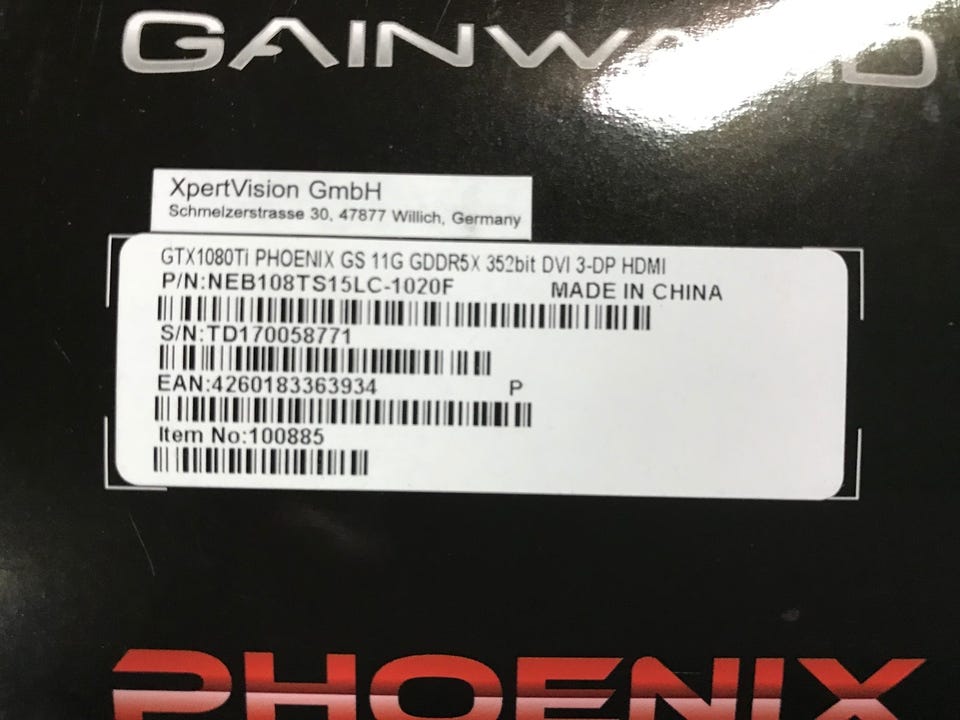 GAINWARD
XpertVision GmbH
Schmelzerstrasse 30, 47877 Willich, Germany
GTX1080Ti PHOENIX GS 11G GDDR5X 352bit DVI 3-DP HDMI
P/N:NEB108TS15LC-1020F MADE IN CHINA
S/N:TD170058771
EAN:4260183363934 P
Item No:100885
PHOENIX